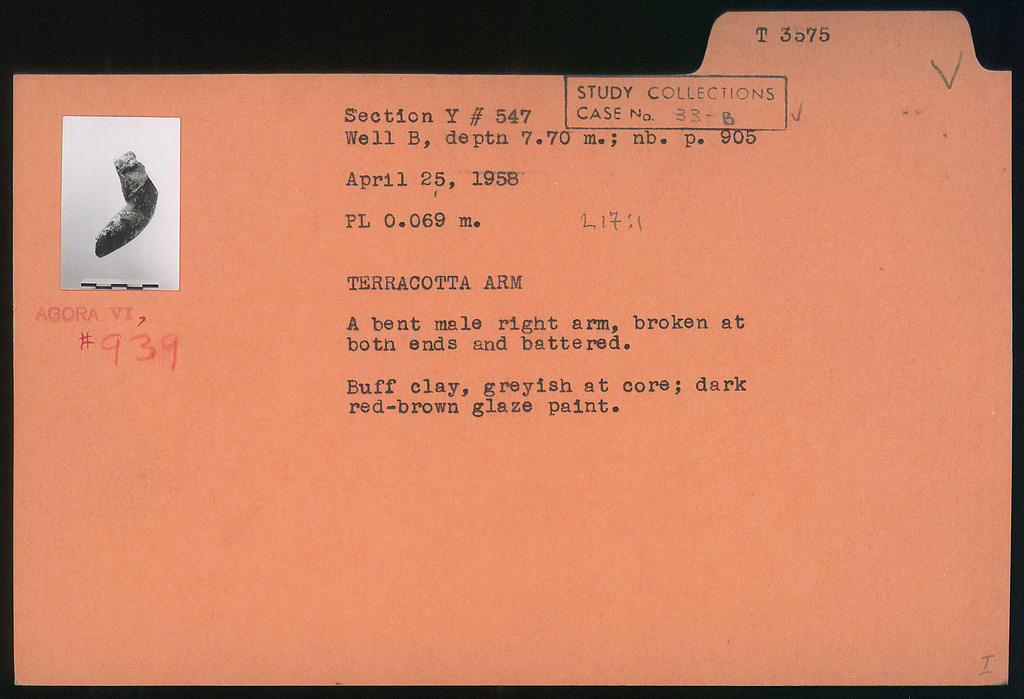 T 3575
STUDY COLLECTIONS
CASE No. 33-B
Section Y # 547
Well B, depth 7.70 m.; nb. p. 905
April 25, 1958
PL 0.069 m.
L 17:1
TERRACOTTA ARM
AGORA VI,
# 939
A bent male right arm, broken at
both ends and battered.
Buff clay, greyish at core; dark
red-brown glaze paint.
I